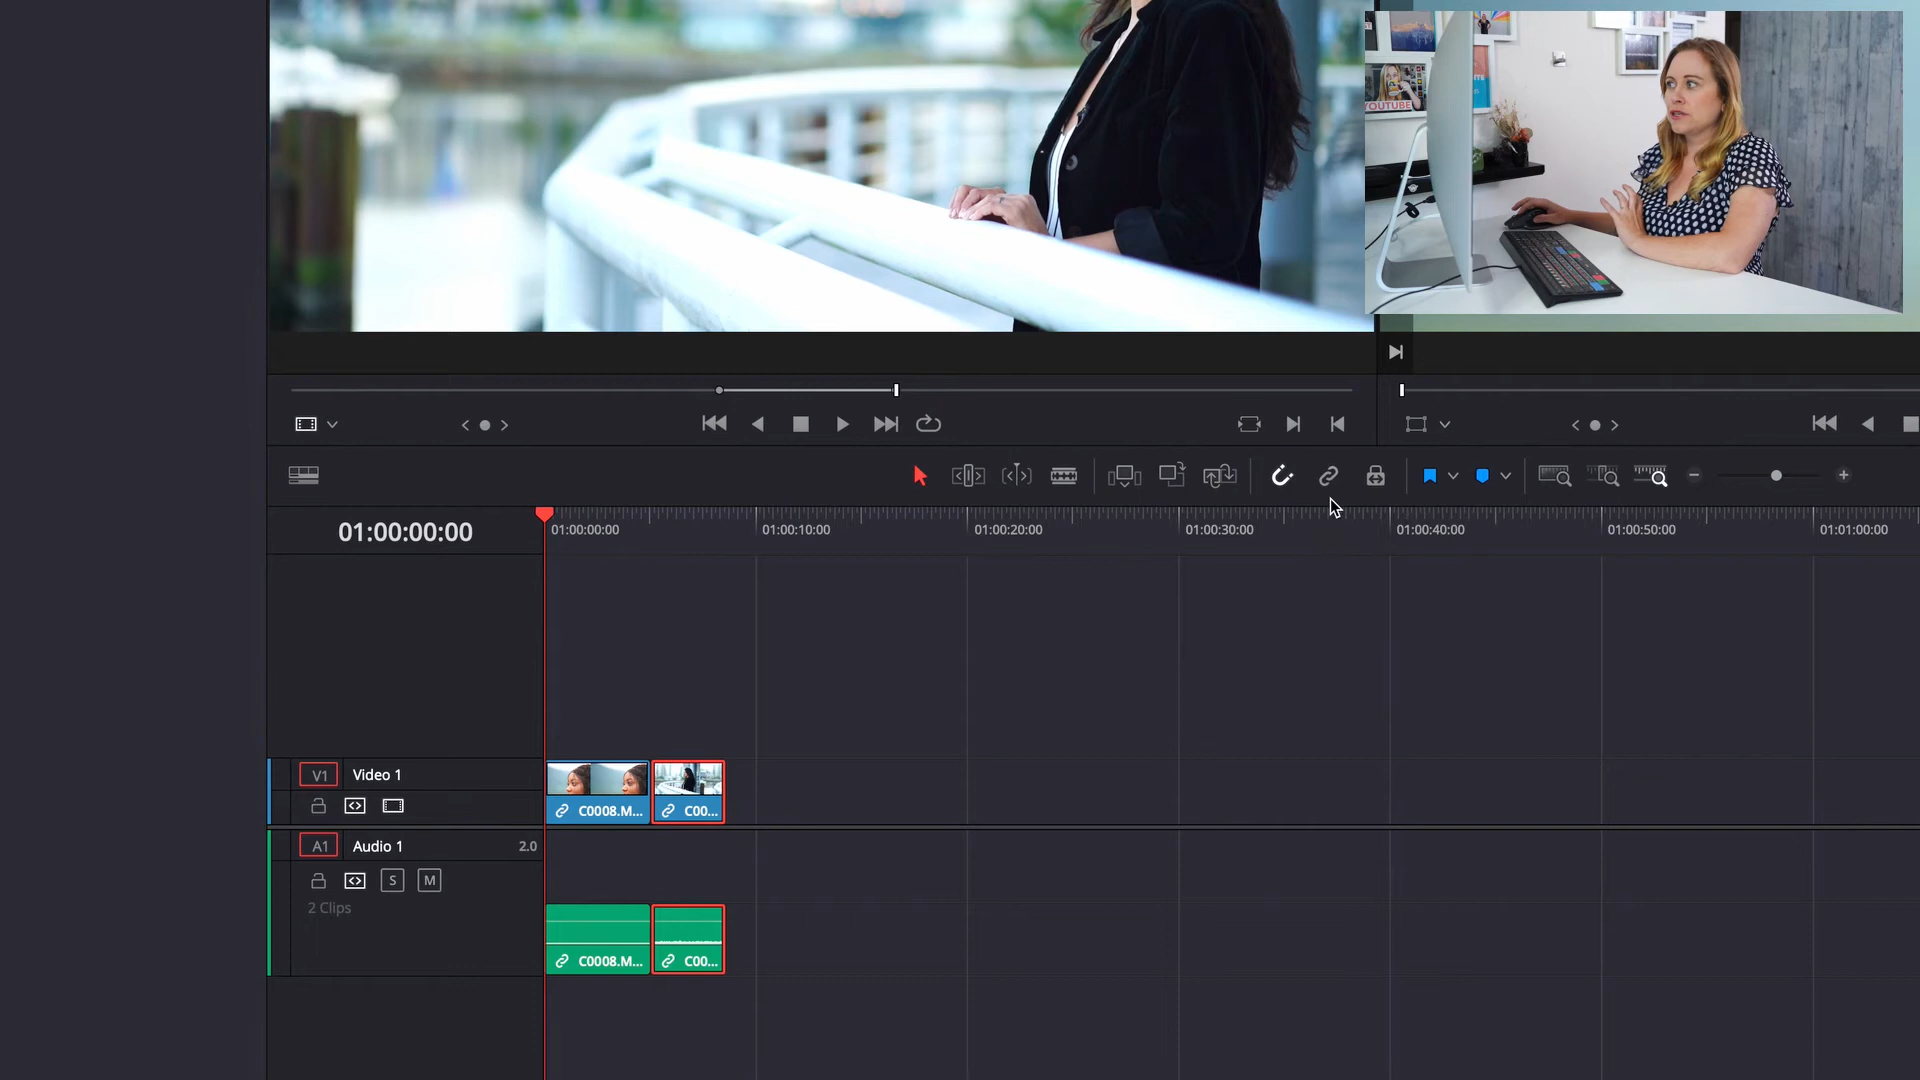 YOUTUBE
01:00:00:00
01:00:00:00
01:00:10:00
01:00:20:00
01:00:30:00
01:00:40:00
01:00:50:00
01:01:00:00
V1 Video 1
C0008.M...
C00...
A1 Audio 1 2.0
S M
2 Clips
C0008.M...
C00...